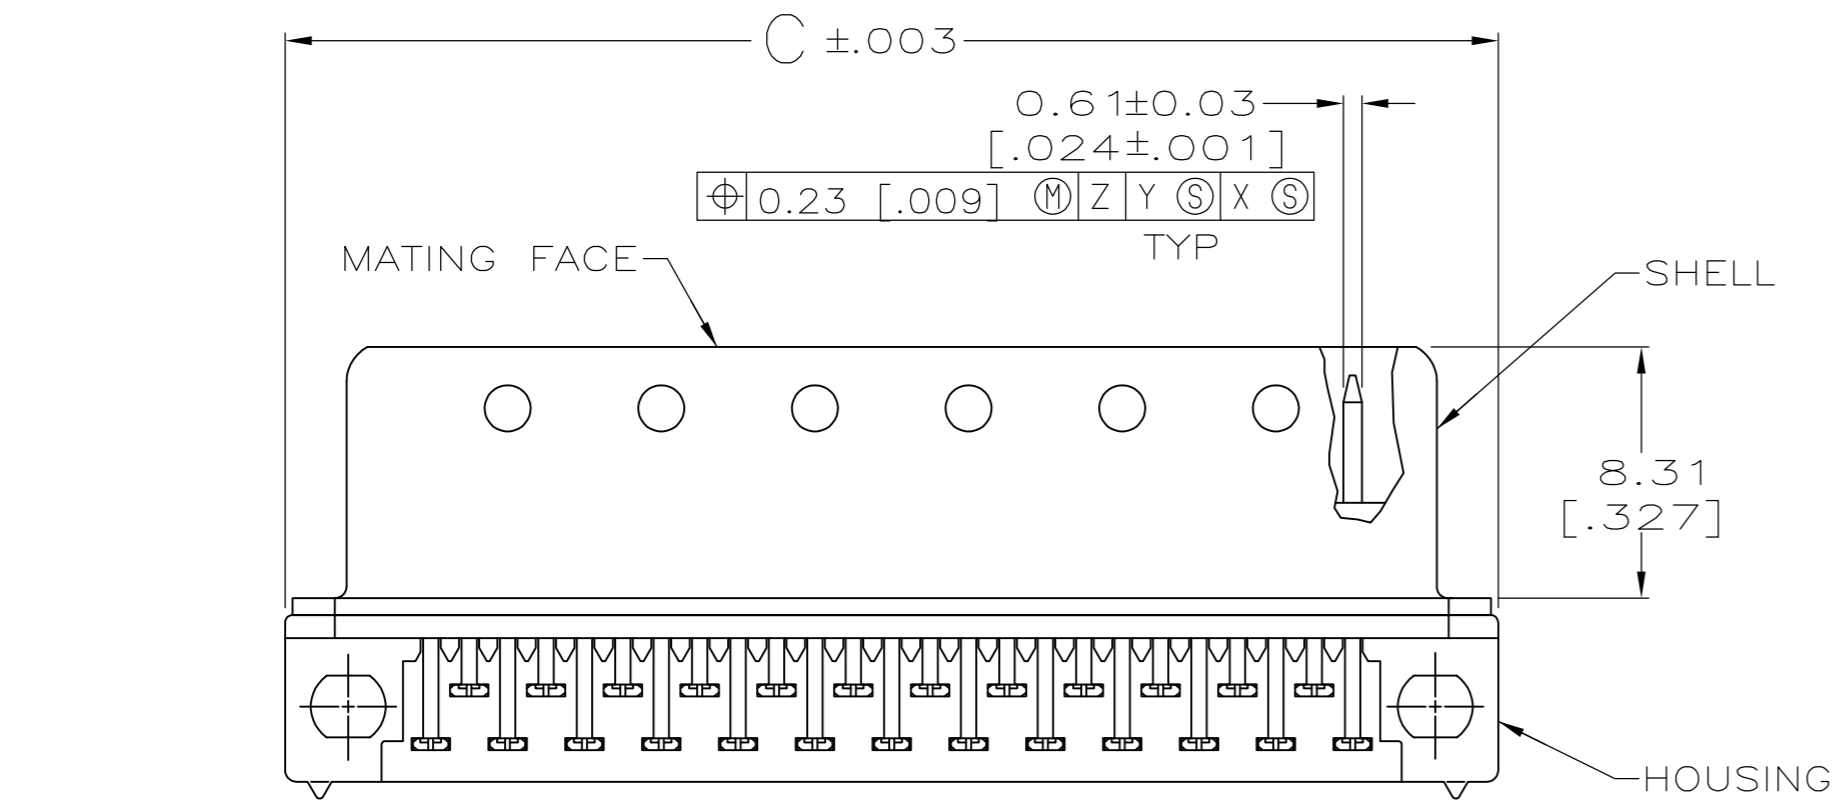 C ±.003
0.61±0.03
[.024±.001]
⌖ 0.23 [.009] Ⓜ Z Y Ⓢ X Ⓢ
TYP
MATING FACE
SHELL
8.31
[.327]
HOUSING